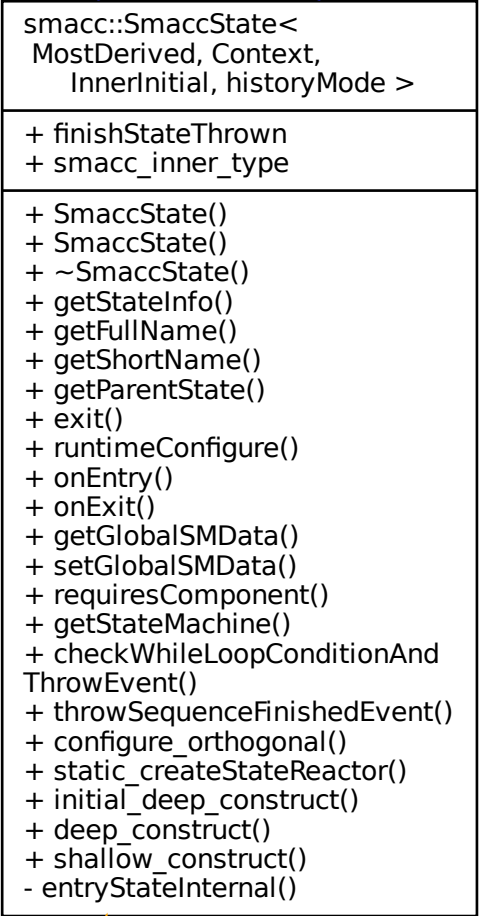 smacc::SmaccState<
MostDerived, Context,
InnerInitial, historyMode >
+ finishStateThrown
+ smacc_inner_type
+ SmaccState()
+ SmaccState()
+ ~SmaccState()
+ getStateInfo()
+ getFullName()
+ getShortName()
+ getParentState()
+ exit()
+ runtimeConfigure()
+ onEntry()
+ onExit()
+ getGlobalSMData()
+ setGlobalSMData()
+ requiresComponent()
+ getStateMachine()
+ checkWhileLoopConditionAnd
ThrowEvent()
+ throwSequenceFinishedEvent()
+ configure_orthogonal()
+ static_createStateReactor()
+ initial_deep_construct()
+ deep_construct()
+ shallow_construct()
- entryStateInternal()